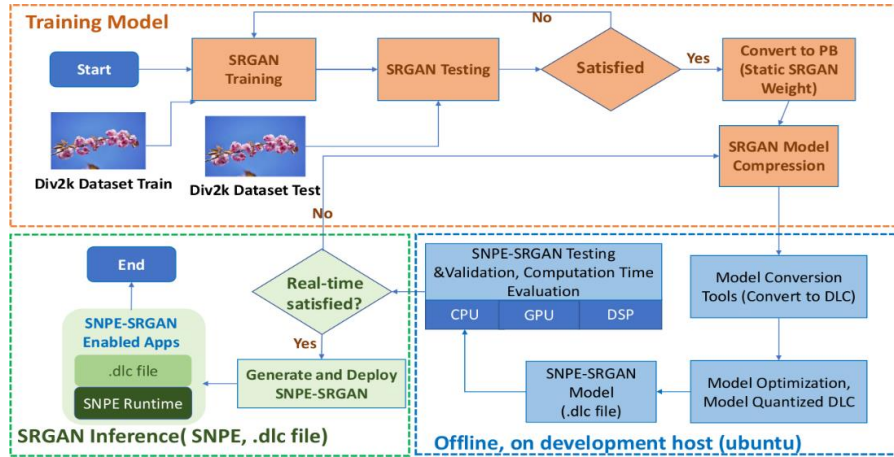 Training Model
No
Start
SRGAN
Training
SRGAN Testing
Satisfied
Yes
Convert to PB
(Static SRGAN
Weight)
Div2k Dataset Train
Div2k Dataset Test
SRGAN Model
Compression
No
End
Real-time
satisfied?
SNPE-SRGAN Testing
&Validation, Computation Time
Evaluation
CPU
GPU
DSP
Model Conversion
Tools (Convert to DLC)
SNPE-SRGAN
Enabled Apps
.dlc file
SNPE Runtime
Yes
Generate and Deploy
SNPE-SRGAN
SNPE-SRGAN
Model
(.dlc file)
Model Optimization,
Model Quantized DLC
SRGAN Inference( SNPE, .dlc file)
Offline, on development host (ubuntu)